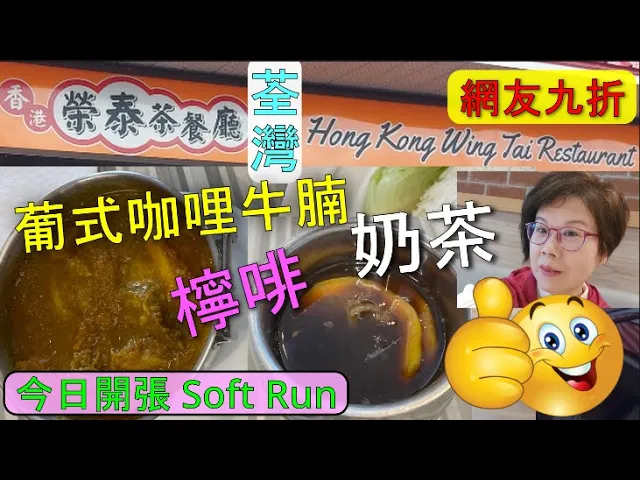 荃灣
網友九折
香港
榮泰茶餐廳
Hong Kong Wing Tai Restaurant
葡式咖哩牛腩
奶茶
檸啡
今日開張 Soft Run